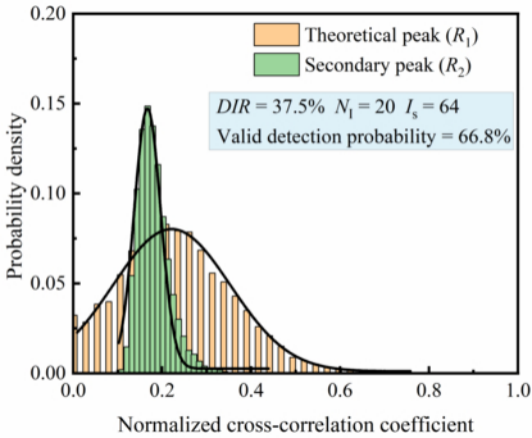 0.20
0.15
0.10
0.05
0.00
Probability density
Theoretical peak (R₁)
Secondary peak (R₂)
DIR = 37.5% N₁ = 20 Iₛ = 64
Valid detection probability = 66.8%
0.0 0.2 0.4 0.6 0.8 1.0
Normalized cross-correlation coefficient